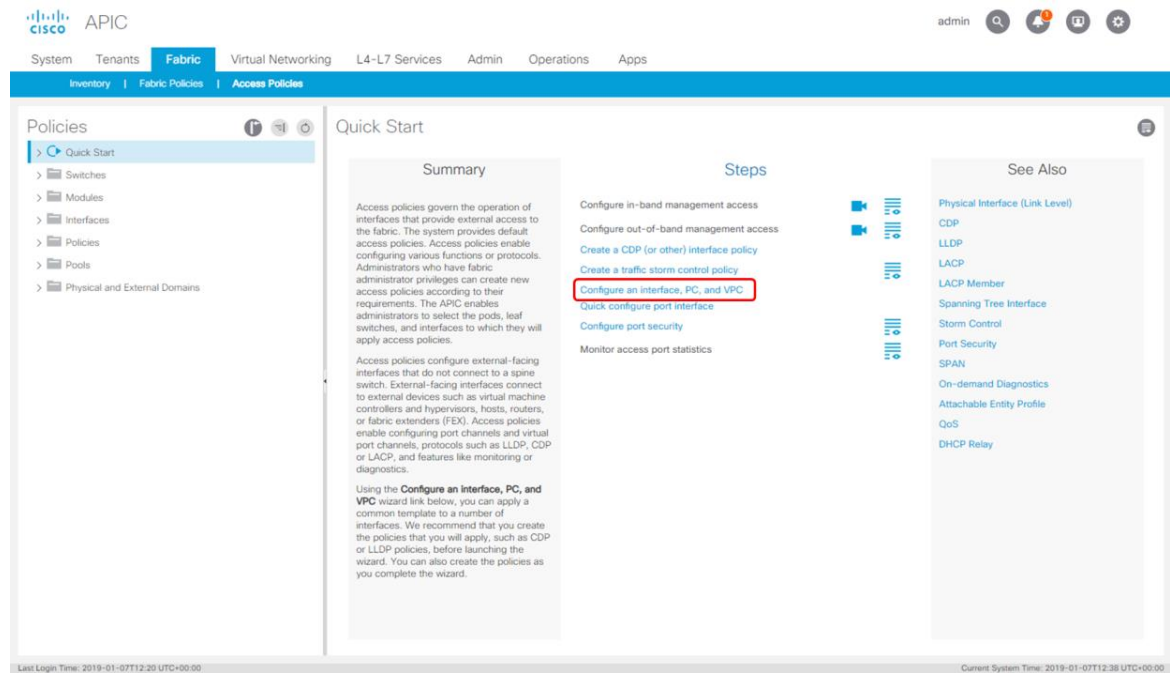 CISCO
APIC
admin
1
System Tenants Fabric Virtual Networking L4-L7 Services Admin Operations Apps
Inventory | Fabric Policies | Access Policies
Policies
Quick Start
Switches
Modules
Interfaces
Policies
Pools
Physical and External Domains
Quick Start
Summary
Access policies govern the operation of
interfaces that provide external access to
the fabric. The system provides default
access policies. Access policies enable
configuring various functions or protocols.
Administrators who have fabric
administrator privileges can create new
access policies according to their
requirements. The APIC enables
administrators to select the pods, leaf
switches, and interfaces to which they will
apply access policies.
Access policies configure external-facing
interfaces that do not connect to a spine
switch. External-facing interfaces connect
to external devices such as virtual machine
controllers and hypervisors, hosts, routers,
or fabric extenders (FEX). Access policies
enable configuring port channels and virtual
port channels, protocols such as LLDP, CDP
or LACP, and features like monitoring or
diagnostics.
Using the Configure an interface, PC, and
VPC wizard link below, you can apply a
common template to a number of
interfaces. We recommend that you create
the policies that you will apply, such as CDP
or LLDP policies, before launching the
wizard. You can also create the policies as
you complete the wizard.
Steps
Configure in-band management access
Configure out-of-band management access
Create a CDP (or other) interface policy
Create a traffic storm control policy
Configure an interface, PC, and VPC
Quick configure port interface
Configure port security
Monitor access port statistics
See Also
Physical Interface (Link Level)
CDP
LLDP
LACP
LACP Member
Spanning Tree Interface
Storm Control
Port Security
SPAN
On-demand Diagnostics
Attachable Entity Profile
QoS
DHCP Relay
Last Login Time: 2019-01-07T12:20 UTC+00:00
Current System Time: 2019-01-07T12:38 UTC+00:00